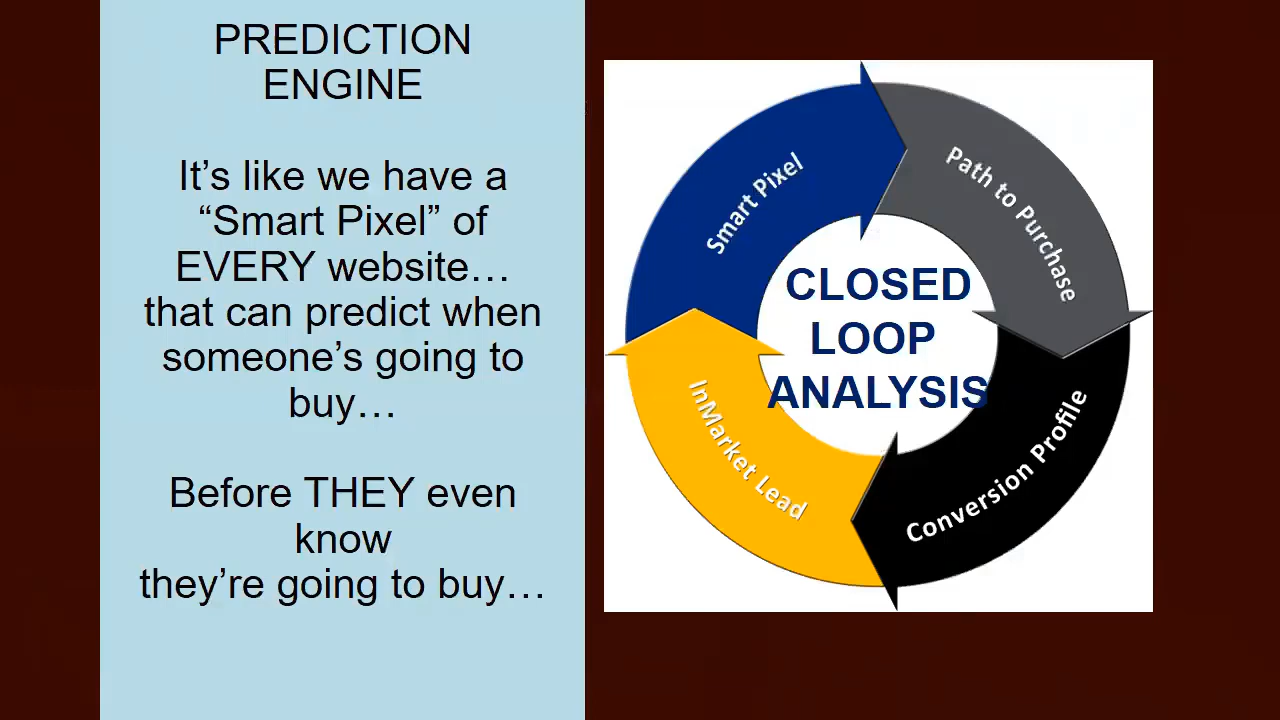 PREDICTION
ENGINE
It’s like we have a
“Smart Pixel” of
EVERY website…
that can predict when
someone’s going to
buy…
Before THEY even
know
they’re going to buy…
Smart Pixel
Path to Purchase
CLOSED
LOOP
ANALYSIS
InMarket Lead
Conversion Profile